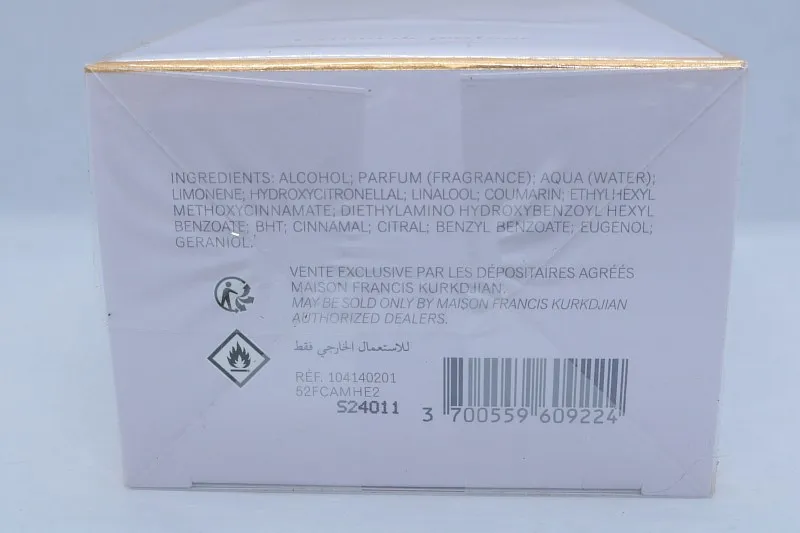 INGREDIENTS: ALCOHOL; PARFUM (FRAGRANCE); AQUA (WATER);
LIMONENE; HYDROXYCITRONELLAL; LINALOOL; COUMARIN; ETHYLHEXYL
METHOXYCINNAMATE; DIETHYLAMINO HYDROXYBENZOYL HEXYL
BENZOATE; BHT; CINNAMAL; CITRAL; BENZYL BENZOATE; EUGENOL;
GERANIOL.
VENTE EXCLUSIVE PAR LES DÉPOSITAIRES AGRÉÉS
MAISON FRANCIS KURKDJIAN.
MAY BE SOLD ONLY BY MAISON FRANCIS KURKDJIAN
AUTHORIZED DEALERS.
للاستعمال الخارجي فقط
RÉF. 104140201
52FCAMHE2
S24011
3 700559 609224